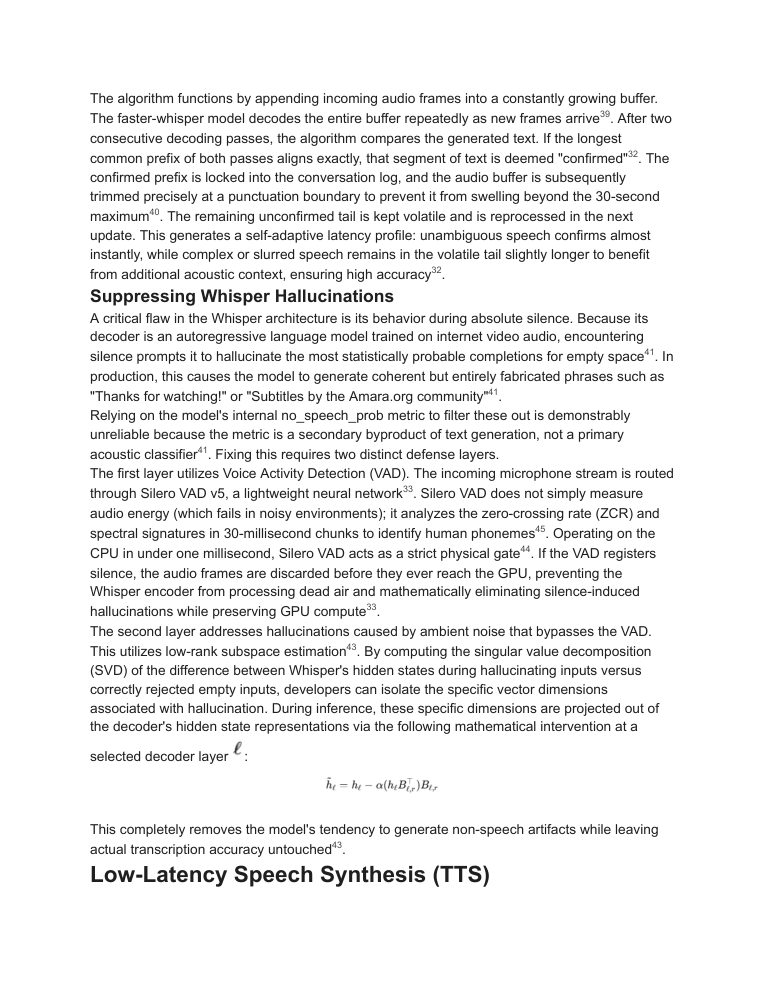 The algorithm functions by appending incoming audio frames into a constantly growing buffer.
The faster-whisper model decodes the entire buffer repeatedly as new frames arrive³⁹. After two
consecutive decoding passes, the algorithm compares the generated text. If the longest
common prefix of both passes aligns exactly, that segment of text is deemed "confirmed"³². The
confirmed prefix is locked into the conversation log, and the audio buffer is subsequently
trimmed precisely at a punctuation boundary to prevent it from swelling beyond the 30-second
maximum⁴⁰. The remaining unconfirmed tail is kept volatile and is reprocessed in the next
update. This generates a self-adaptive latency profile: unambiguous speech confirms almost
instantly, while complex or slurred speech remains in the volatile tail slightly longer to benefit
from additional acoustic context, ensuring high accuracy³².
Suppressing Whisper Hallucinations
A critical flaw in the Whisper architecture is its behavior during absolute silence. Because its
decoder is an autoregressive language model trained on internet video audio, encountering
silence prompts it to hallucinate the most statistically probable completions for empty space⁴¹. In
production, this causes the model to generate coherent but entirely fabricated phrases such as
"Thanks for watching!" or "Subtitles by the Amara.org community"⁴¹.
Relying on the model's internal no_speech_prob metric to filter these out is demonstrably
unreliable because the metric is a secondary byproduct of text generation, not a primary
acoustic classifier⁴¹. Fixing this requires two distinct defense layers.
The first layer utilizes Voice Activity Detection (VAD). The incoming microphone stream is routed
through Silero VAD v5, a lightweight neural network³³. Silero VAD does not simply measure
audio energy (which fails in noisy environments); it analyzes the zero-crossing rate (ZCR) and
spectral signatures in 30-millisecond chunks to identify human phonemes⁴⁵. Operating on the
CPU in under one millisecond, Silero VAD acts as a strict physical gate⁴⁴. If the VAD registers
silence, the audio frames are discarded before they ever reach the GPU, preventing the
Whisper encoder from processing dead air and mathematically eliminating silence-induced
hallucinations while preserving GPU compute³³.
The second layer addresses hallucinations caused by ambient noise that bypasses the VAD.
This utilizes low-rank subspace estimation⁴³. By computing the singular value decomposition
(SVD) of the difference between Whisper's hidden states during hallucinating inputs versus
correctly rejected empty inputs, developers can isolate the specific vector dimensions
associated with hallucination. During inference, these specific dimensions are projected out of
the decoder's hidden state representations via the following mathematical intervention at a
selected decoder layer ℓ :
h̃_ℓ = h_ℓ − α(h_ℓ B_{ℓ,r}^⊤)B_{ℓ,r}
This completely removes the model's tendency to generate non-speech artifacts while leaving
actual transcription accuracy untouched⁴³.
Low-Latency Speech Synthesis (TTS)